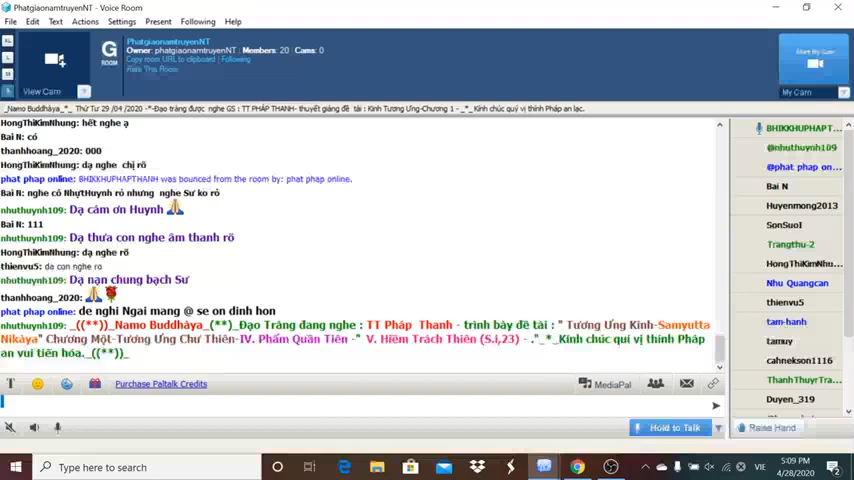 PhatgiaonamtruyenNT - Voice Room
File Edit Text Actions Settings Present Following Help
PhatgiaonamtruyenNT
Owner: phatgiaonamtruyenNT | Members: 20 | Cams: 0
Copy room URL to clipboard | Following
Rate This Room
G
ROOM
View Cam
Share My Cam
My Cam
_Namo Buddhàya_*_ Thứ Tư 29 /04 /2020 -*-Đạo tràng được nghe GS : TT PHÁP THANH- thuyết giảng đề tài : Kinh Tương Ưng-Chương 1 -_*_Kính chúc quý vị thính Pháp an lạc.
HongThiKimNhung: hết nghe ạ
Bai N: có
thanhhoang_2020: 000
HongThiKimNhung: dạ nghe chị rõ
phat phap online: BHIKKHUPHAPTHANH was bounced from the room by: phat phap online.
Bai N: nghe cô NhựtHuỳnh rỏ nhưng nghe Sư ko rỏ
nhuthuynh109: Dạ cám ơn Huynh
Bai N: 111
nhuthuynh109: Dạ thưa con nghe âm thanh rõ
HongThiKimNhung: dạ nghe rõ
thienvu5: da con nghe ro
nhuthuynh109: Dạ nạn chung bạch Sư
thanhhoang_2020:
phat phap online: de nghi Ngai mang @ se on dinh hon
nhuthuynh109: _((**))_Namo Buddhàya_(**)_Đạo Tràng đang nghe : TT Pháp Thanh - trình bày đề tài : " Tương Ưng Kinh-Samyutta
Nikàya" Chương Một-Tương Ưng Chư Thiên-IV. Phẩm Quần Tiên -" V. Hiềm Trách Thiên (S.i,23) - ."_*_Kính chúc quí vị thính Pháp
an vui tiến hóa._((**))_
BHIKKHUPHAPT...
@nhuthuynh109
@phat phap on...
Bai N
Huyenmong2013
SonSuoI
Trangthu-2
HongThiKimNhu...
Nhu Quangcan
thienvu5
tam-hanh
tamuy
cahnekson1116
ThanhThuyrTra...
Duyen_319
T
Purchase Paltalk Credits
MediaPal
Hold to Talk
Raise Hand
Type here to search
VIE
5:09 PM
4/28/2020
2